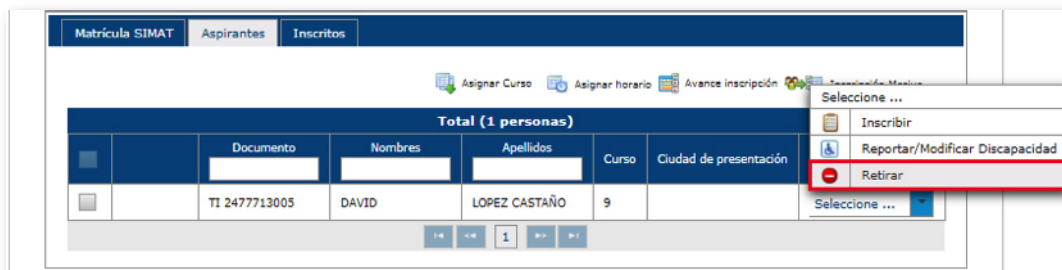 Matrícula SIMAT Aspirantes Inscritos
Asignar Curso Asignar horario Avance inscripción
Seleccione ...
Inscribir
Reportar/Modificar Discapacidad
Retirar
Total (1 personas)
Documento Nombres Apellidos Curso Ciudad de presentación
TI 2477713005 DAVID LOPEZ CASTAÑO 9 Seleccione ...
1